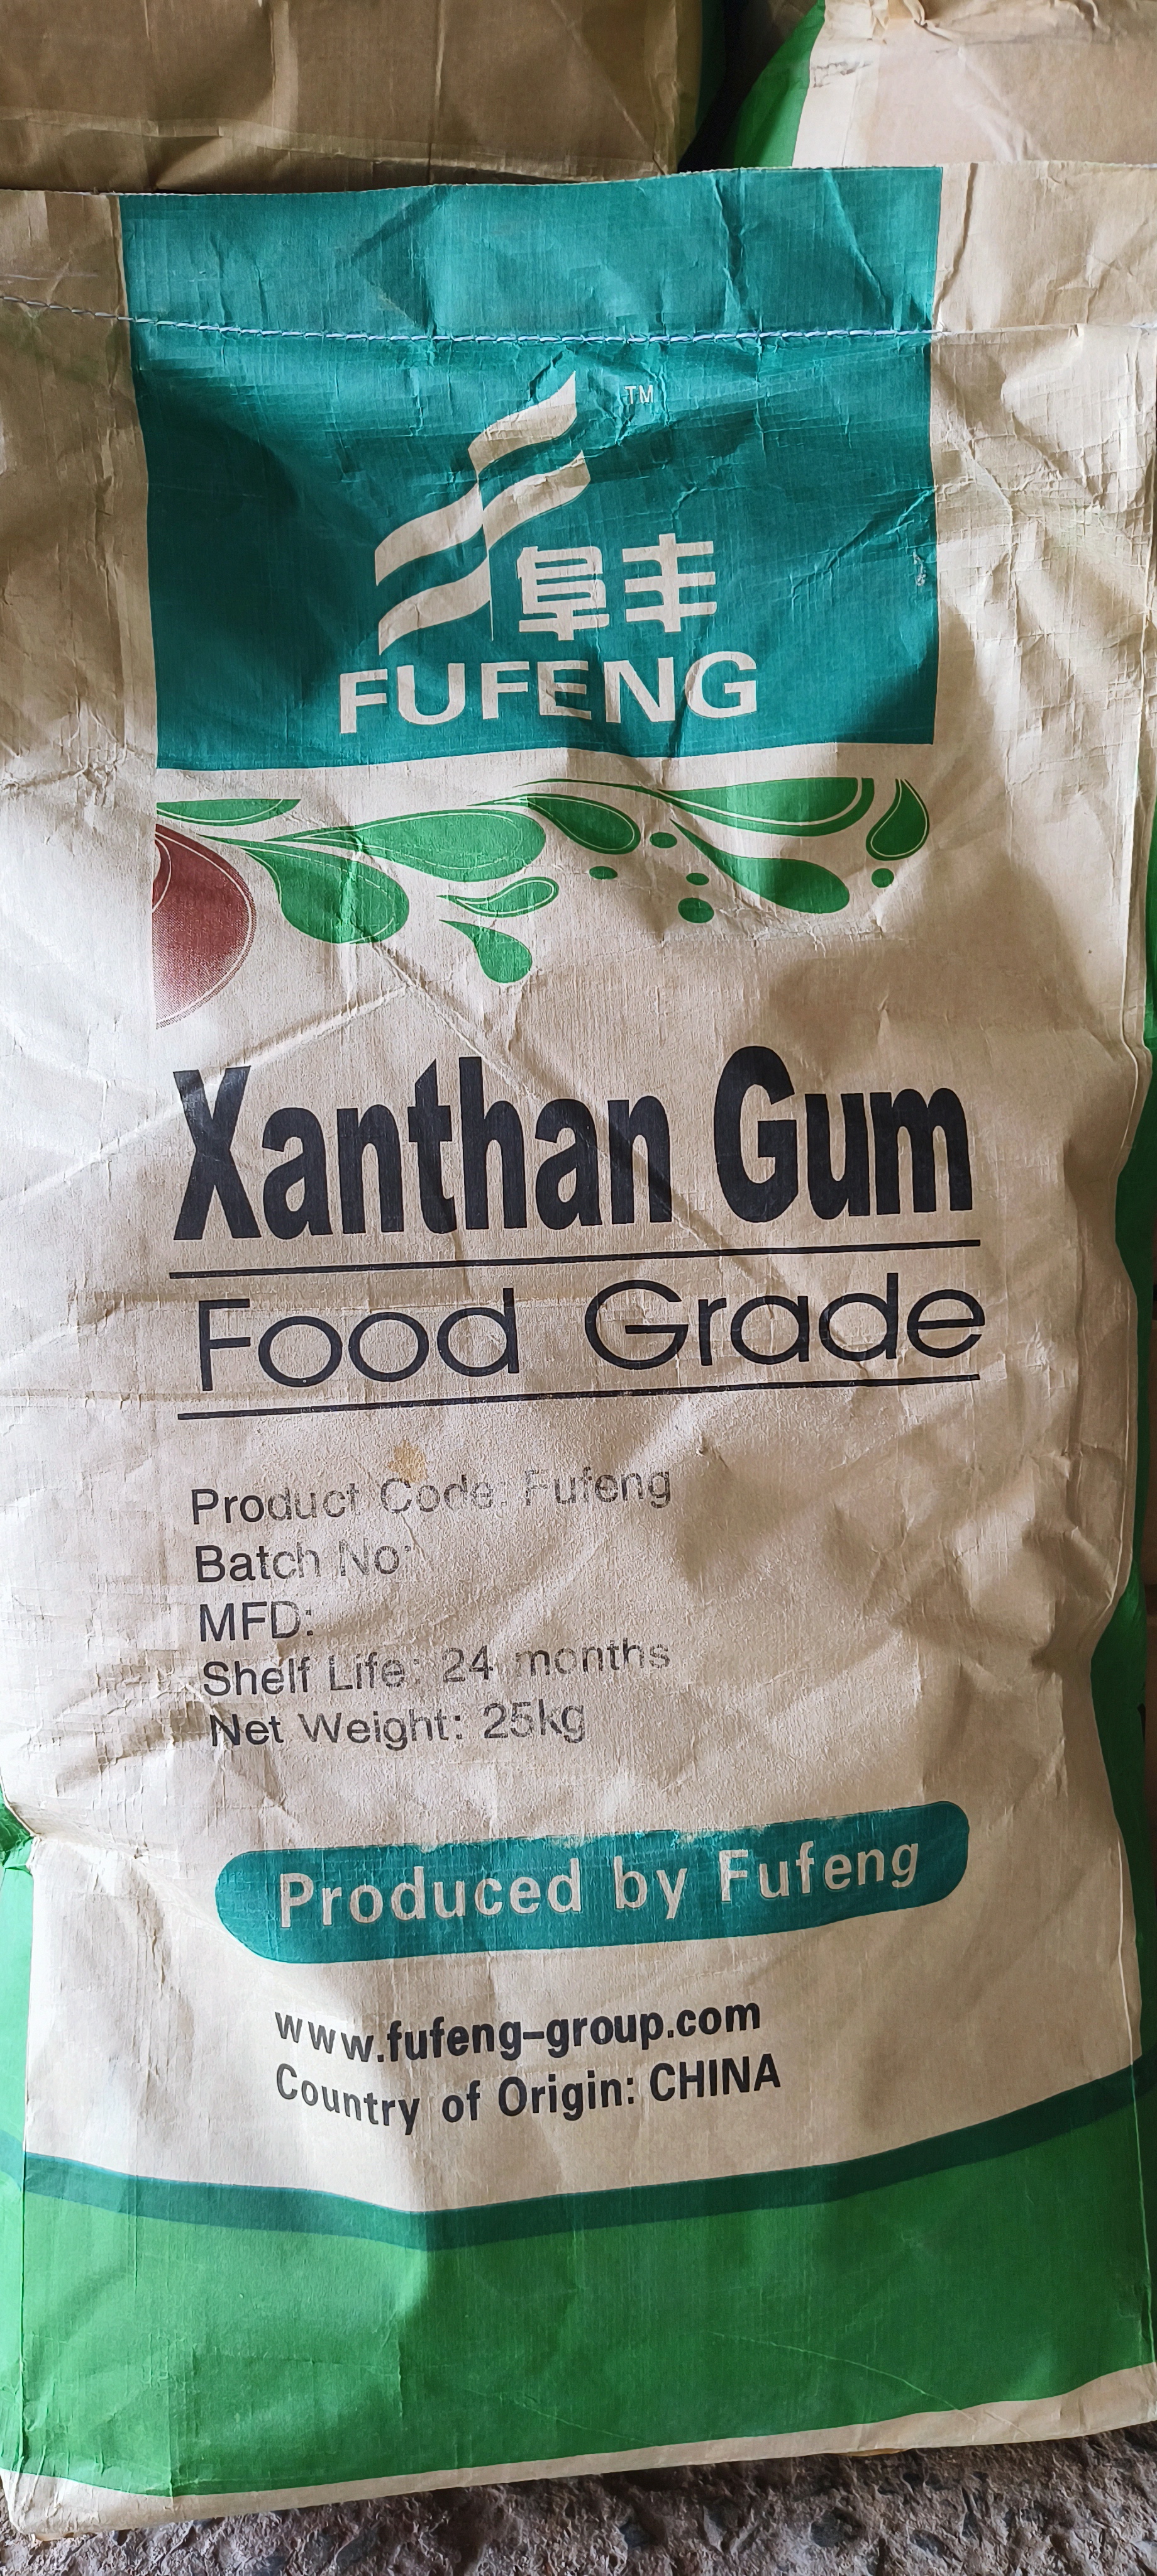 TM
阜丰
FUFENG
Xanthan Gum
Food Grade
Product Code: Fufeng
Batch No:
MFD:
Shelf Life: 24 months
Net Weight: 25kg
Produced by Fufeng
www.fufeng-group.com
Country of Origin: CHINA